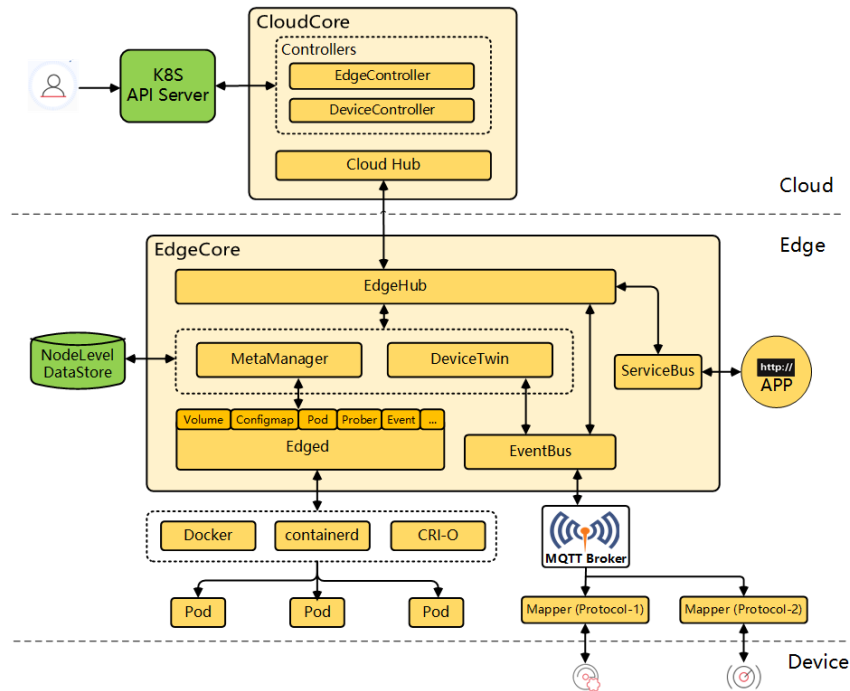 CloudCore
Controllers
EdgeController
DeviceController
K8S
API Server
Cloud Hub
Cloud
Edge
EdgeCore
EdgeHub
NodeLevel
DataStore
MetaManager
DeviceTwin
ServiceBus
http://
APP
Volume
Configmap
Pod
Prober
Event
...
Edged
EventBus
Docker
containerd
CRI-O
MQTT Broker
Pod
Pod
Pod
Mapper (Protocol-1)
Mapper (Protocol-2)
Device